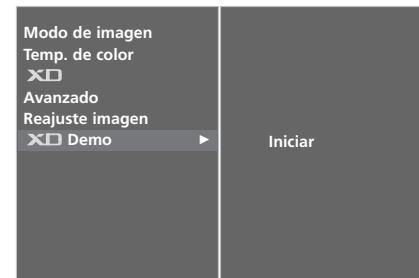 Modo de imagen
Temp. de color
XD
Avanzado
Reajuste imagen
XD Demo ►
Iniciar